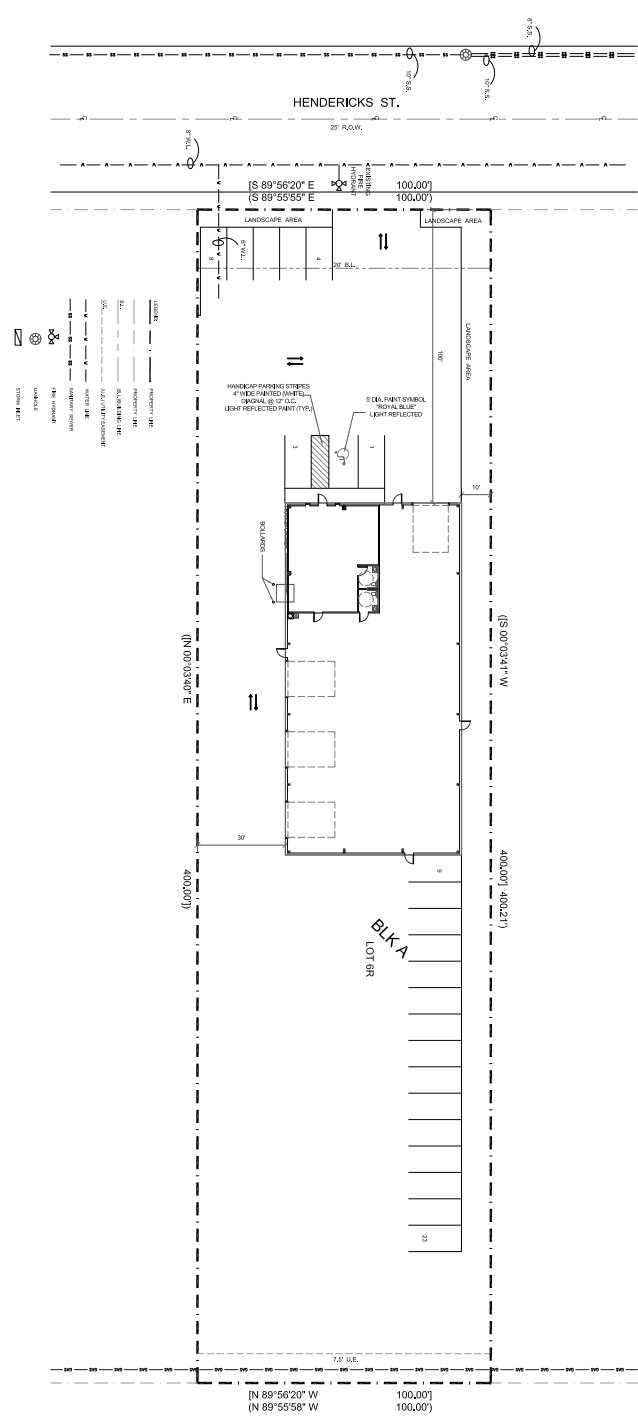 8" S.S.
10" S.S.
10" S.S.
HENDERICKS ST.
25' R.O.W.
8" W.L.
EXISTING
FIRE
HYDRANT
[S 89°56'20" E 100.00']
(S 89°55'55" E 100.00')
LANDSCAPE AREA
LANDSCAPE AREA
6" W.L.
8
4
20' B.L.
LANDSCAPE AREA
100'
LEGEND:
PROPERTY LINE
PROPERTY LINE
B.L.
(B.L.) BUILDING LINE
U.E.
(U.E.) UTILITY EASEMENT
WATER LINE
SANITARY SEWER
FIRE HYDRANT
MANHOLE
STORM INLET
HANDICAP PARKING STRIPES
4" WIDE PAINTED (WHITE)
DIAGNAL @ 12" O.C.
LIGHT REFLECTED PAINT (TYP.)
5' DIA. PAINT SYMBOL
"ROYAL BLUE"
LIGHT REFLECTED
3
1
10'
BOLLARDS
([N 00°03'40" E 400.00'])
([S 00°03'41" W 400.00'] 400.21')
30'
9
BLK A
LOT 6R
23
7.5' U.E.
[N 89°56'20" W 100.00']
(N 89°55'58" W 100.00')